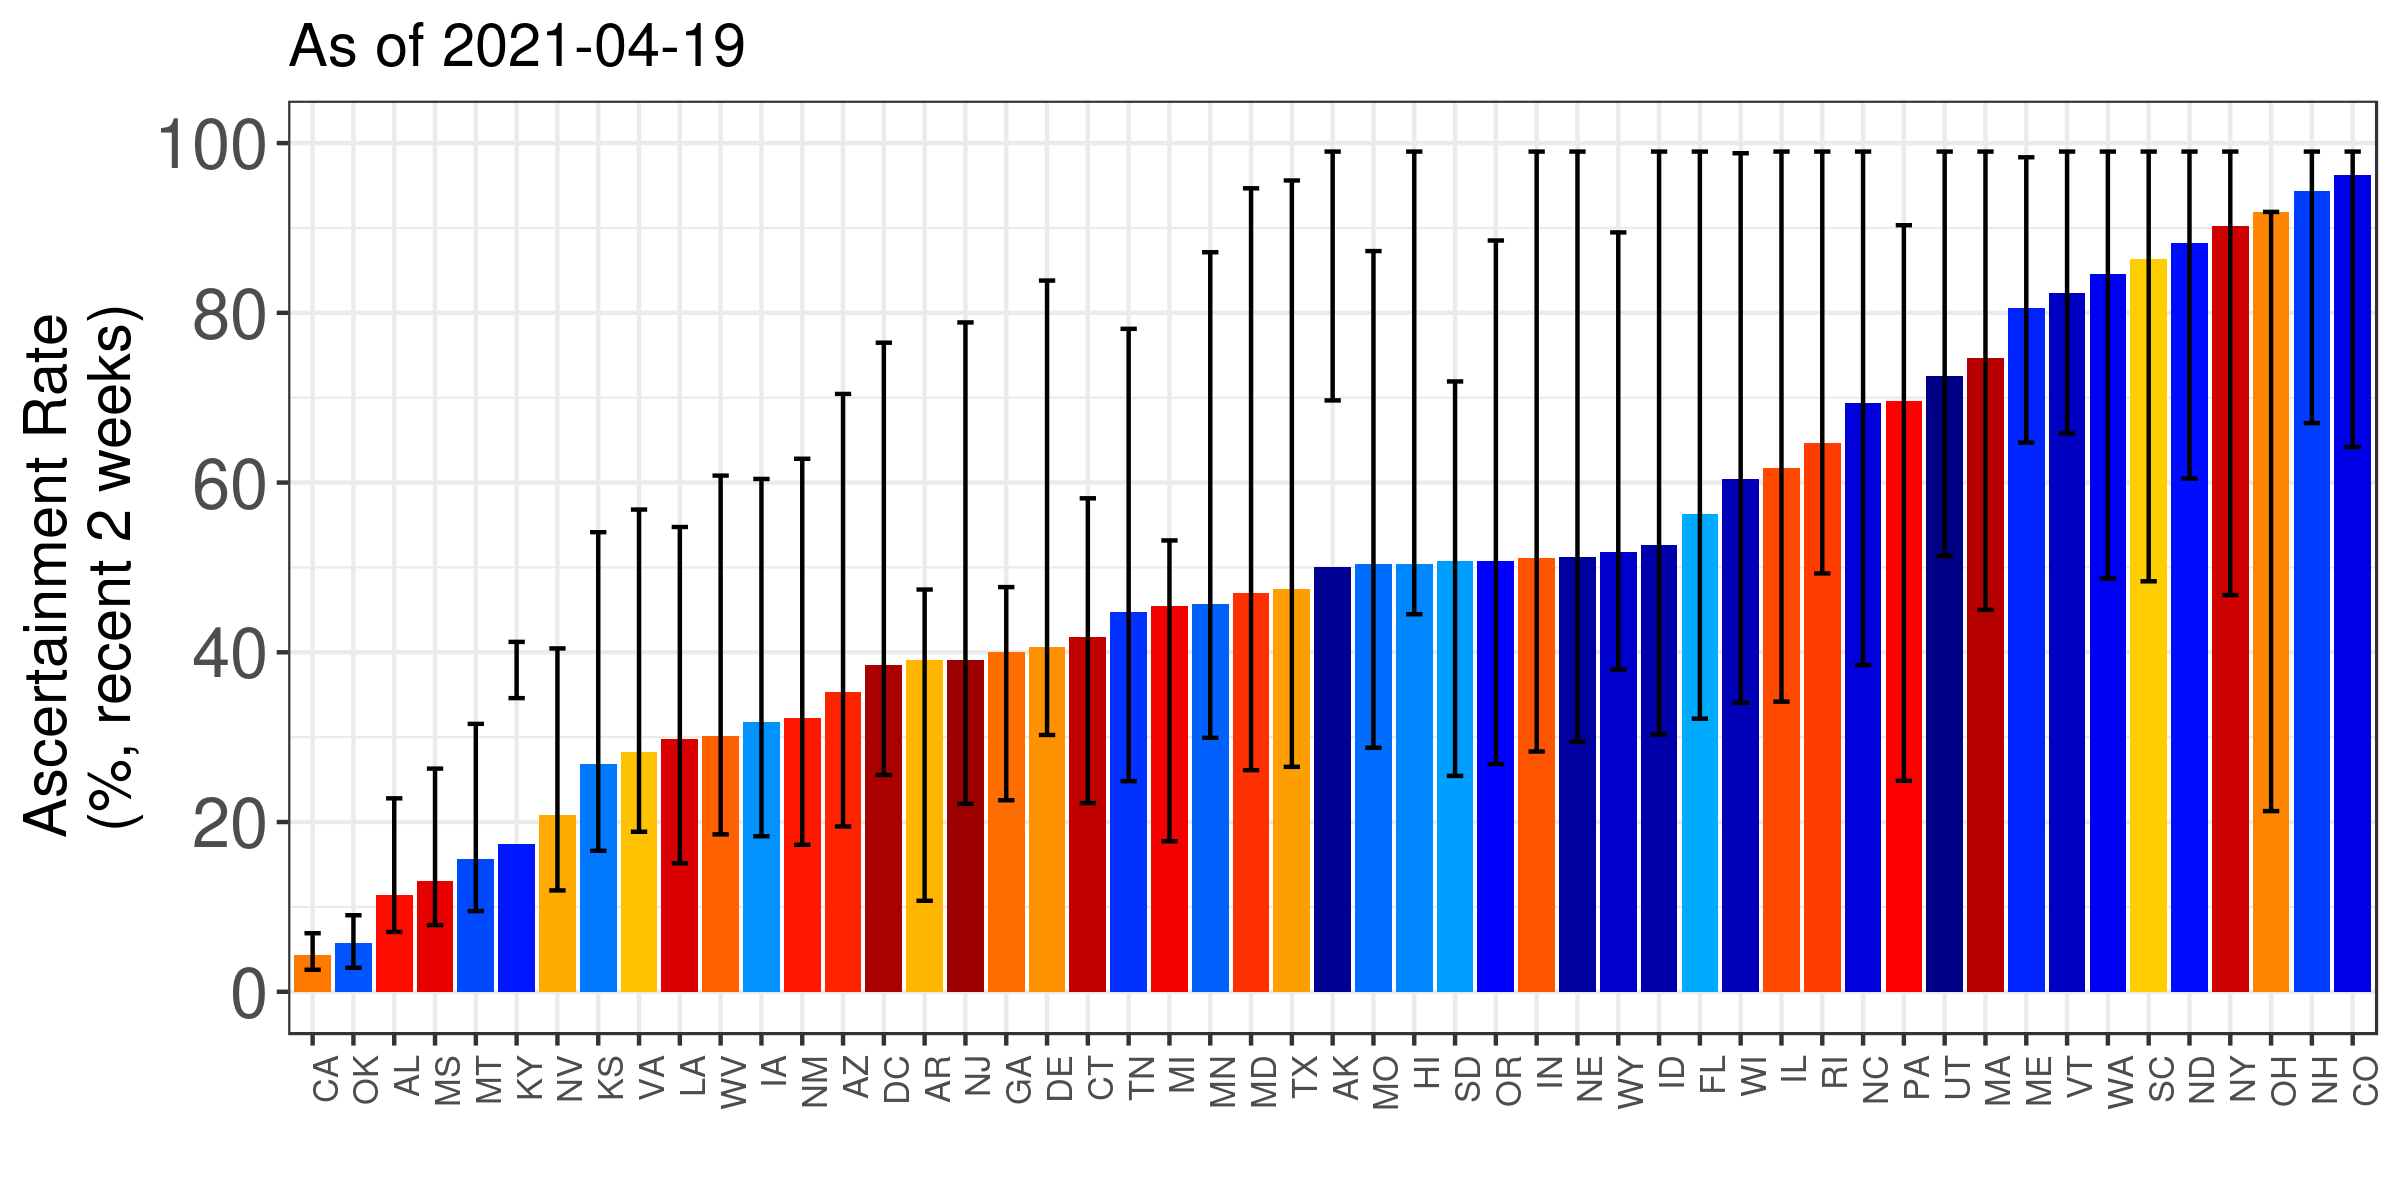 As of 2021-04-19
Ascertainment Rate
(%, recent 2 weeks)
100
80
60
40
20
0
CA OK AL MS MT KY NV KS VA LA WV IA NM AZ DC AR NJ GA DE CT TN MI MN MD TX AK MO HI SD OR IN NE WY ID FL WI IL RI NC PA UT MA ME VT WA SC ND NY OH NH CO